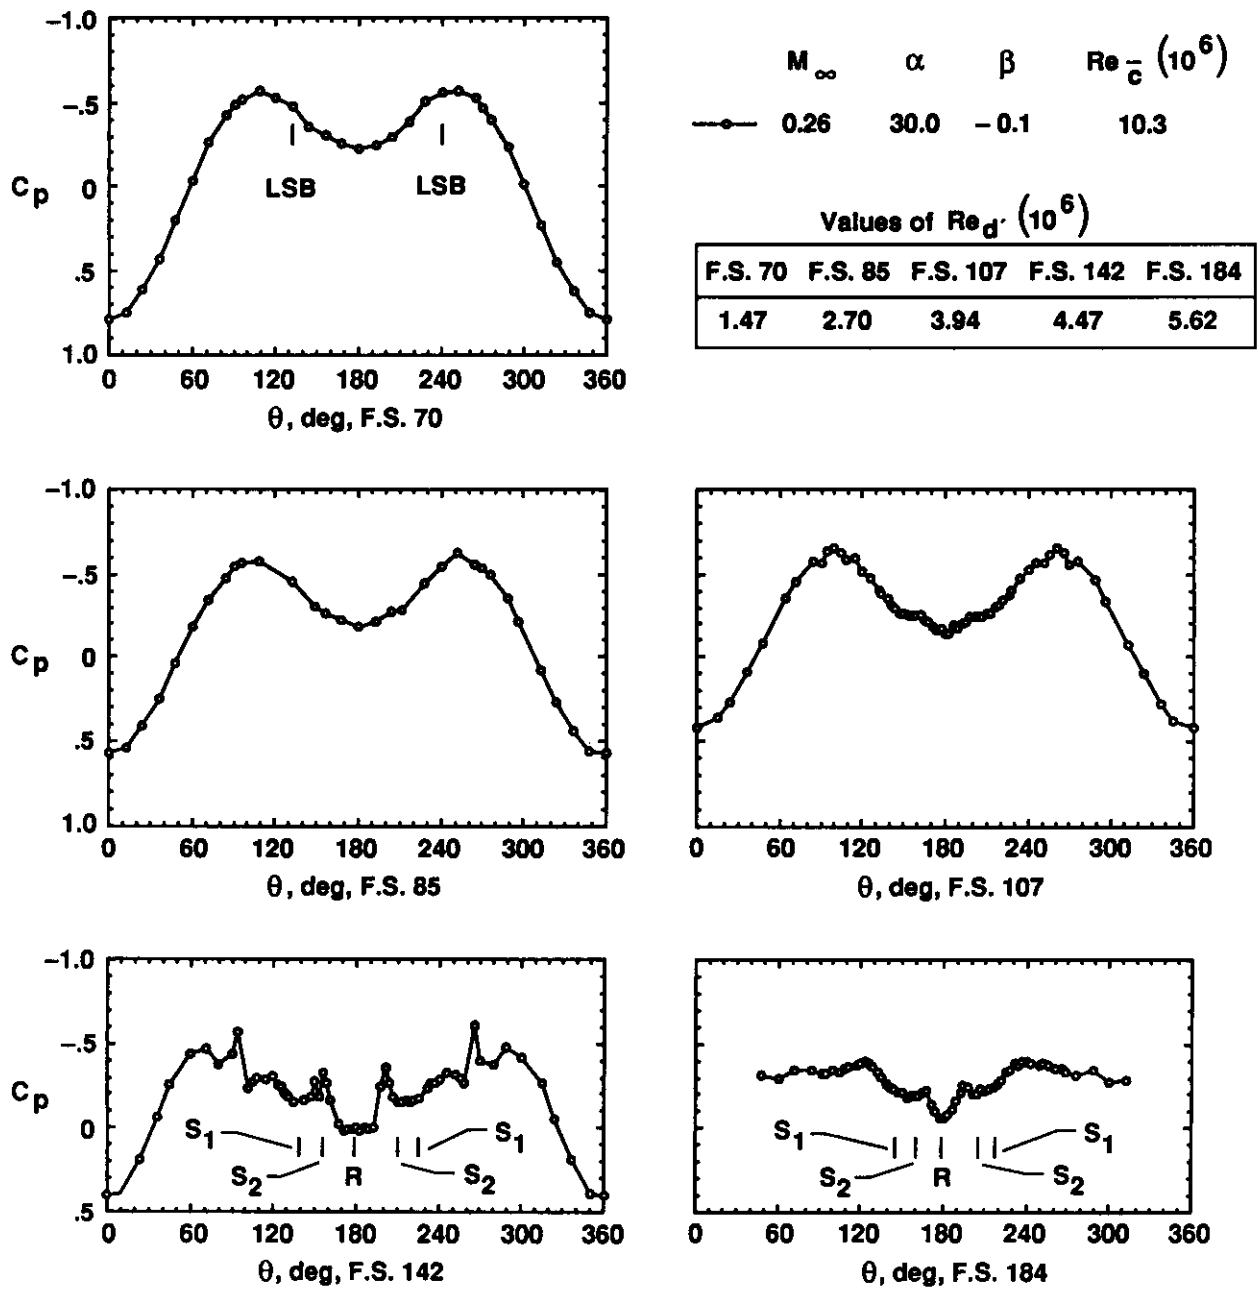 −1.0
−.5
0
.5
1.0
Cp
LSB LSB
0 60 120 180 240 300 360
θ, deg, F.S. 70
M∞ α β Re c̄ (10^6)
0.26 30.0 −0.1 10.3
Values of Re d′ (10^6)
F.S. 70 F.S. 85 F.S. 107 F.S. 142 F.S. 184
1.47 2.70 3.94 4.47 5.62
−1.0
−.5
0
.5
1.0
Cp
0 60 120 180 240 300 360
θ, deg, F.S. 85
0 60 120 180 240 300 360
θ, deg, F.S. 107
−1.0
−.5
0
.5
Cp
S1 S1
S2 R S2
0 60 120 180 240 300 360
θ, deg, F.S. 142
S1 S1
S2 R S2
0 60 120 180 240 300 360
θ, deg, F.S. 184